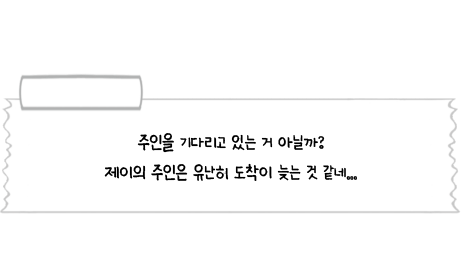 주인을 기다리고 있는 거 아닐까?
제이의 주인은 유난히 도착이 늦는 것 같네...